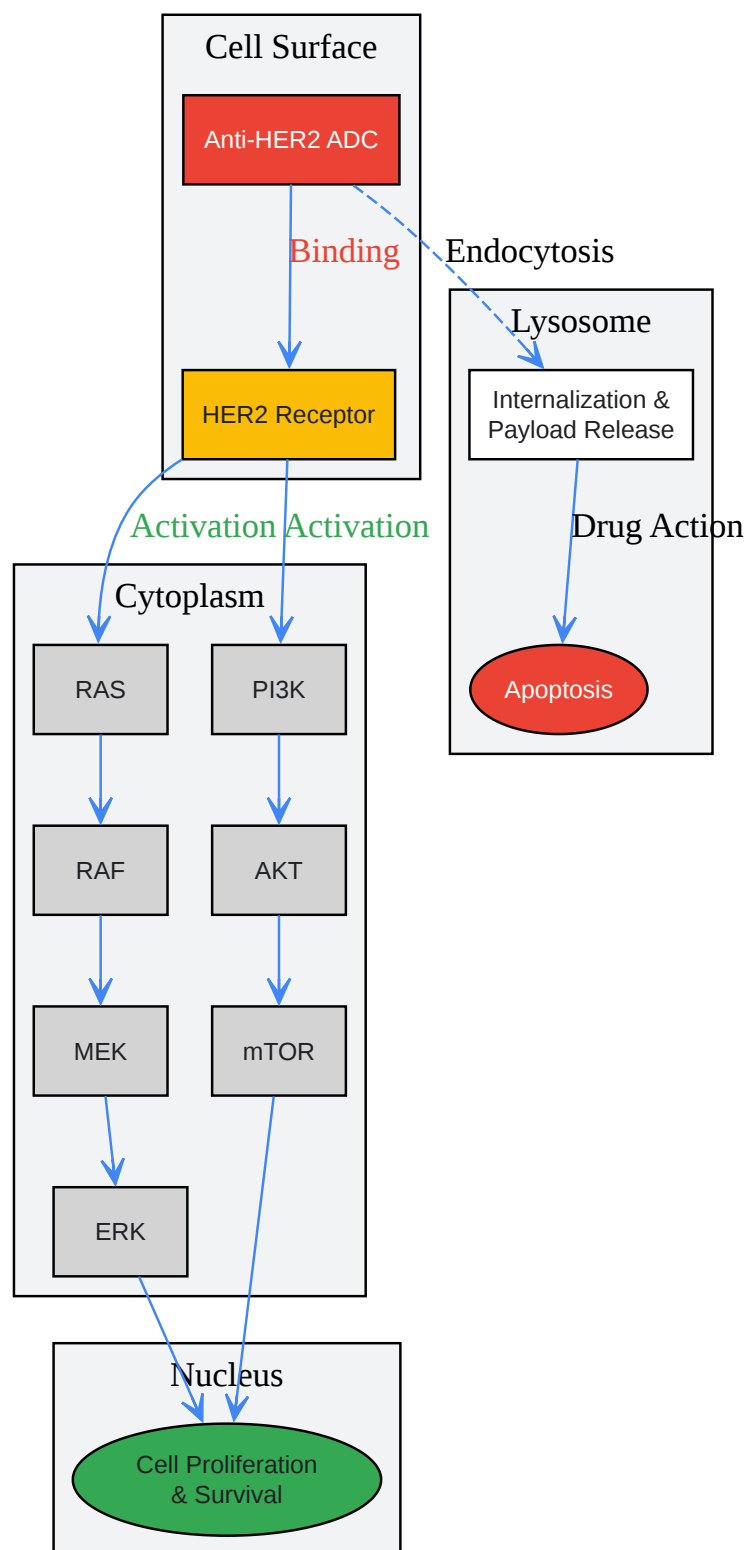 Cell Surface
Anti-HER2 ADC
Binding
Endocytosis
Lysosome
HER2 Receptor
Internalization &
Payload Release
Activation
Activation
Drug Action
Cytoplasm
RAS
PI3K
Apoptosis
RAF
AKT
MEK
mTOR
ERK
Nucleus
Cell Proliferation
& Survival